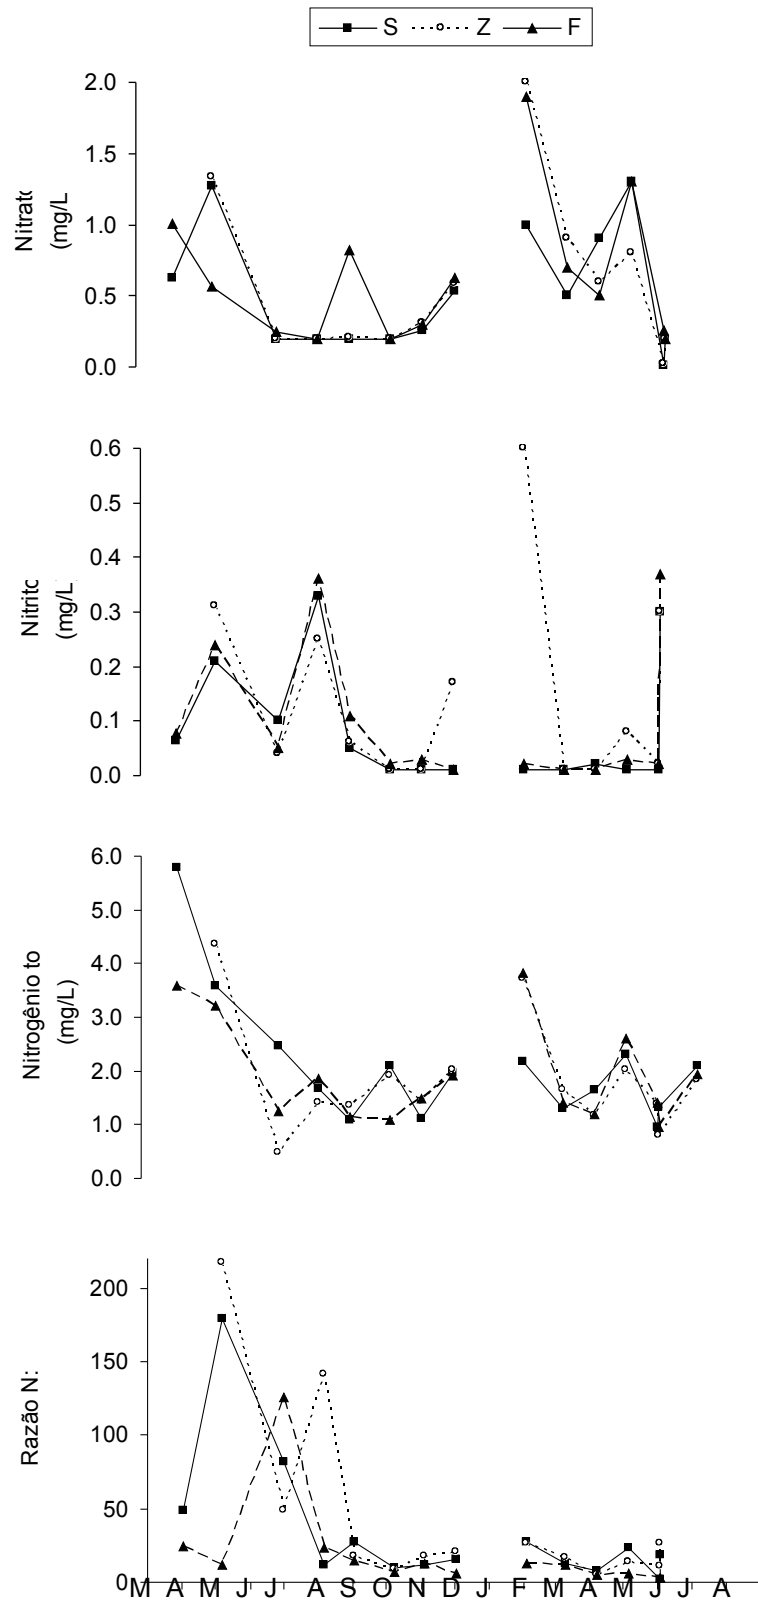 S Z F
2.0
1.5
1.0
0.5
0.0
Nitrato
(mg/L
0.6
0.5
0.4
0.3
0.2
0.1
0.0
Nitrito
(mg/L
6.0
5.0
4.0
3.0
2.0
1.0
0.0
Nitrogênio to
(mg/L)
200
150
100
50
0
Razão N:
M A M J J A S O N D J F M A M J J A